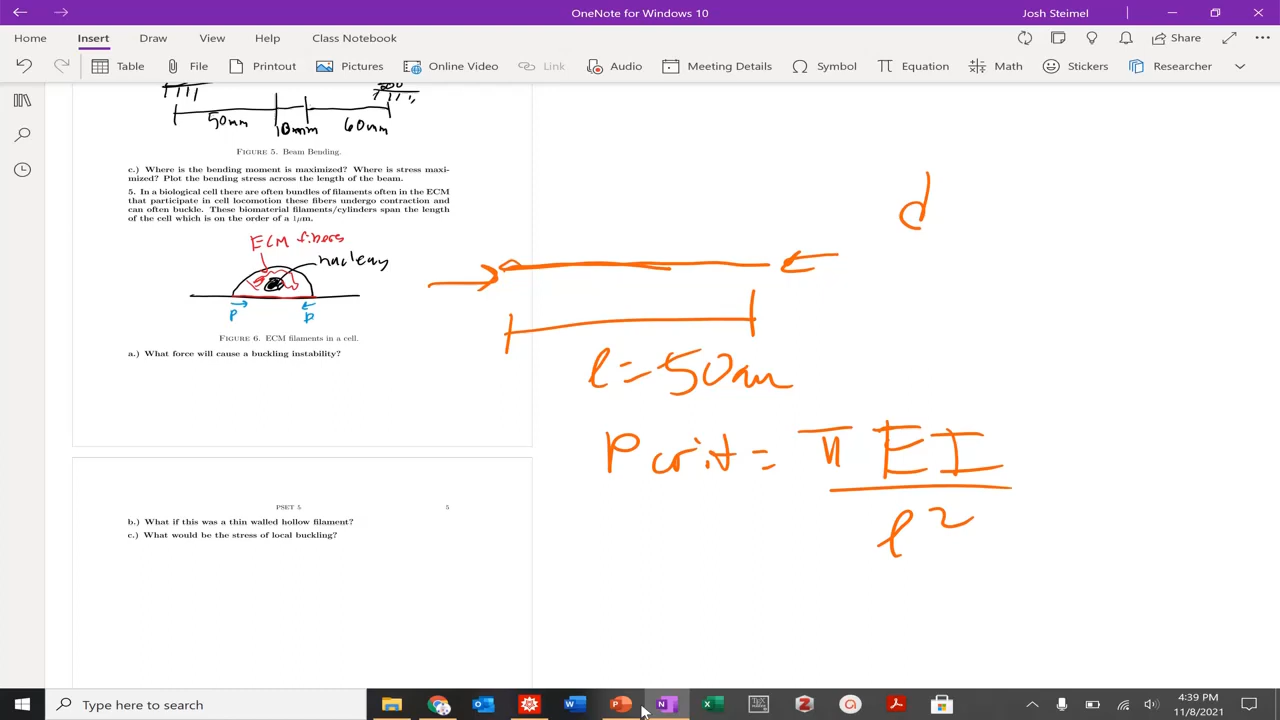 OneNote for Windows 10
Josh Steimel
Home
Insert
Draw
View
Help
Class Notebook
Share
Table
File
Printout
Pictures
Online Video
Link
Audio
Meeting Details
Symbol
Equation
Math
Stickers
Researcher
50nm
10nm
60nm
FIGURE 5. Beam Bending.
c.) Where is the bending moment is maximized? Where is stress maxi-
mized? Plot the bending stress across the length of the beam.
5. In a biological cell there are often bundles of filaments often in the ECM
that participate in cell locomotion these fibers undergo contraction and
can often buckle. These biomaterial filaments/cylinders span the length
of the cell which is on the order of a 1μm.
ECM fibers
nucleus
P
P
FIGURE 6. ECM filaments in a cell.
a.) What force will cause a buckling instability?
PSET 5
5
b.) What if this was a thin walled hollow filament?
c.) What would be the stress of local buckling?
d
l=50nm
Pcrit = π EI
l²
Type here to search
4:39 PM
11/8/2021